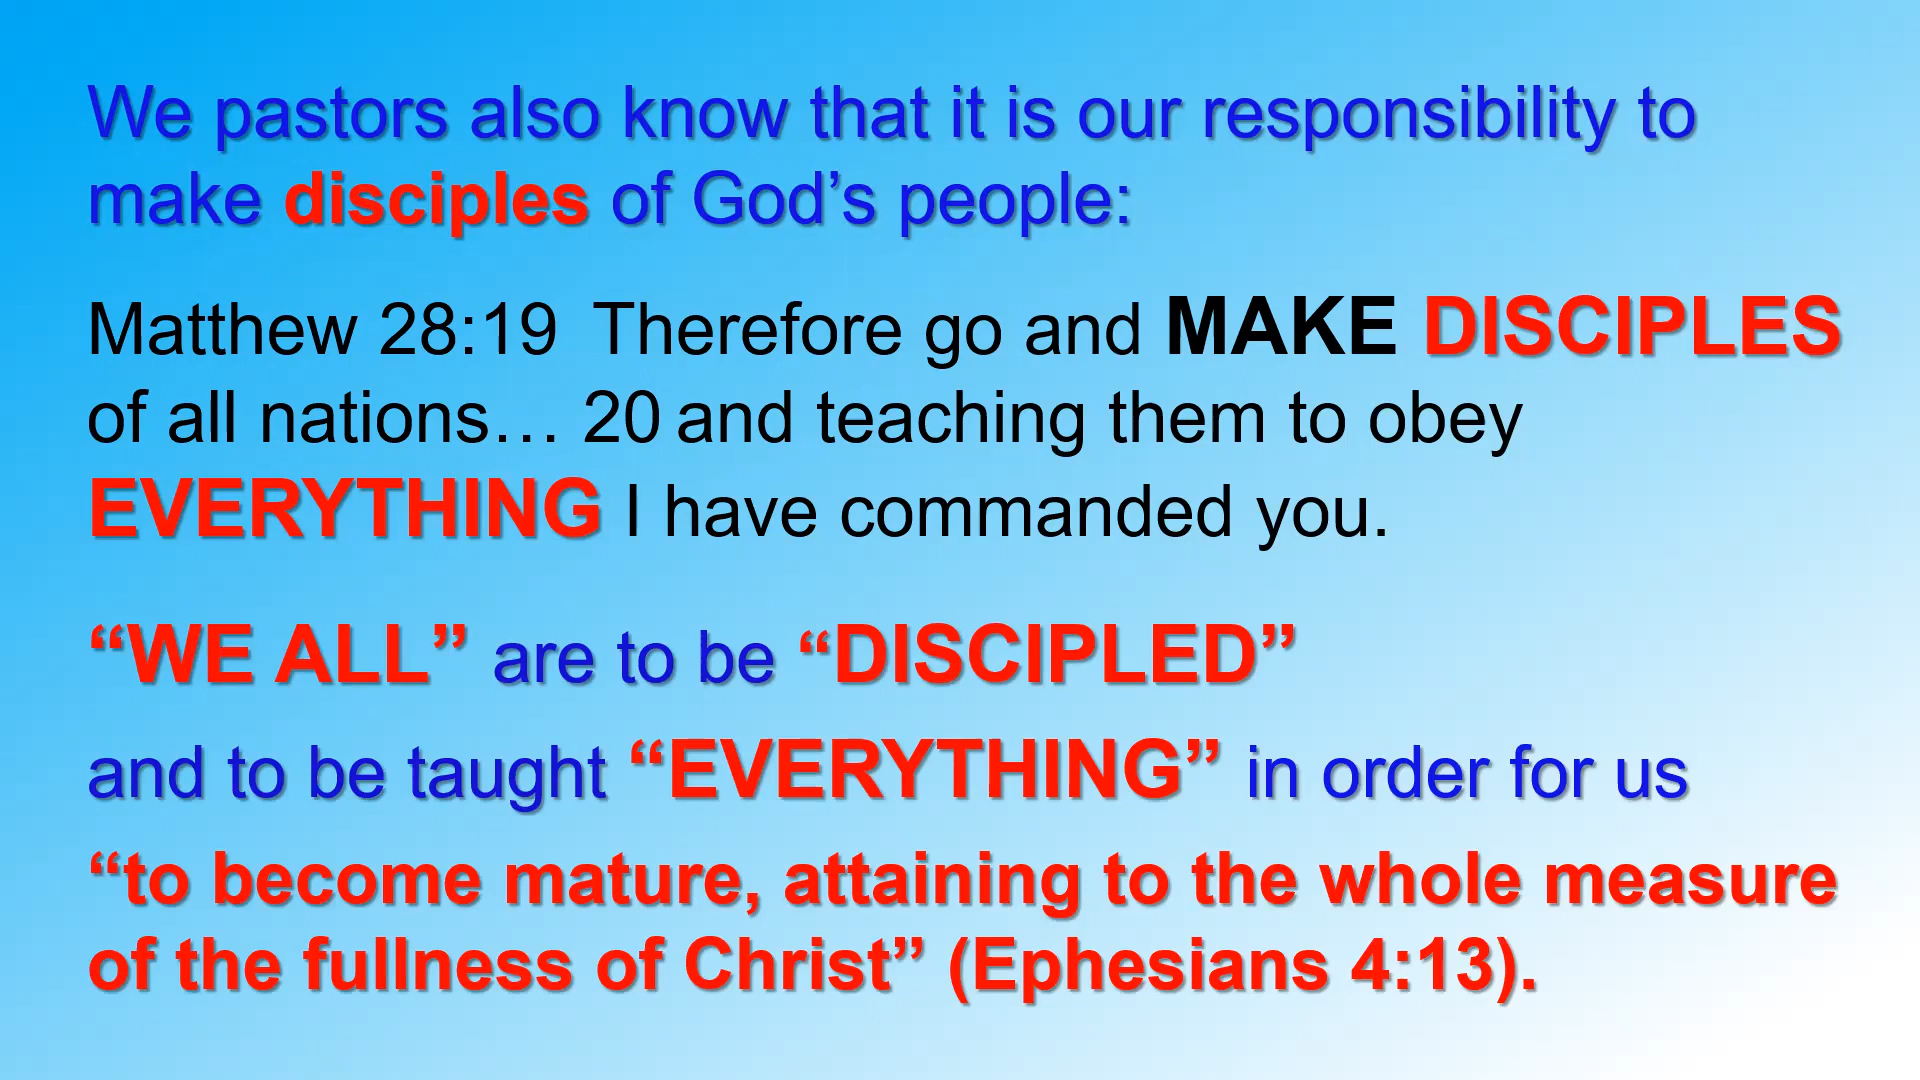 We pastors also know that it is our responsibility to
make disciples of God’s people:
Matthew 28:19  Therefore go and MAKE DISCIPLES
of all nations… 20 and teaching them to obey
EVERYTHING I have commanded you.
“WE ALL” are to be “DISCIPLED”
and to be taught “EVERYTHING” in order for us
“to become mature, attaining to the whole measure
of the fullness of Christ” (Ephesians 4:13).